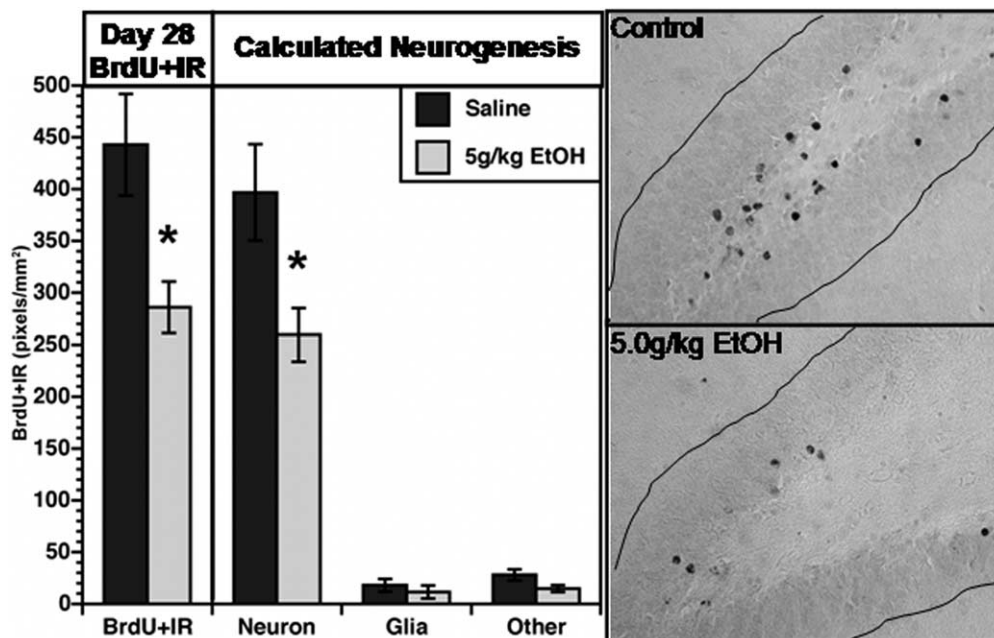 Day 28
BrdU+IR
Calculated Neurogenesis
Saline
5g/kg EtOH
BrdU+IR (pixels/mm²)
500
450
400
350
300
250
200
150
100
50
0
*
*
BrdU+IR
Neuron
Glia
Other
Control
5.0g/kg EtOH